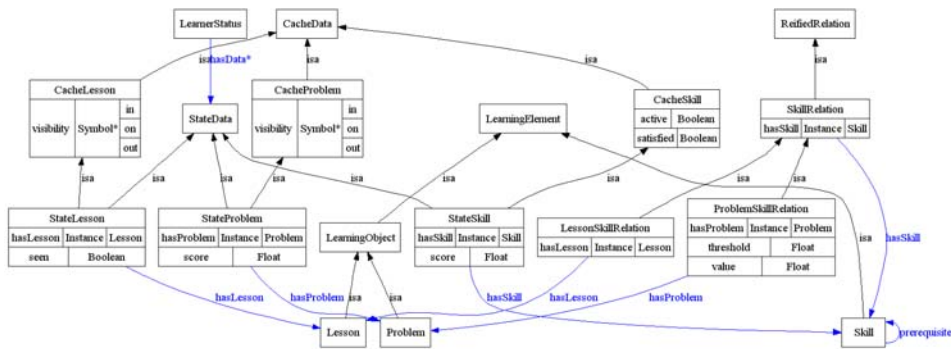 LearnerStatus
CacheData
ReifiedRelation
isa
hasData*
isa
isa
isa
CacheLesson
visibility Symbol* in
on
out
StateData
CacheProblem
visibility Symbol* in
on
out
LearningElement
CacheSkill
active Boolean
satisfied Boolean
SkillRelation
hasSkill Instance Skill
isa
isa
isa
isa
isa
isa
isa
isa
isa
StateLesson
hasLesson Instance Lesson
seen Boolean
StateProblem
hasProblem Instance Problem
score Float
LearningObject
StateSkill
hasSkill Instance Skill
score Float
LessonSkillRelation
hasLesson Instance Lesson
ProblemSkillRelation
hasProblem Instance Problem
threshold Float
value Float
isa
hasSkill
hasLesson
hasProblem
isa
isa
hasSkill
hasLesson
hasProblem
Lesson
Problem
Skill
prerequisite